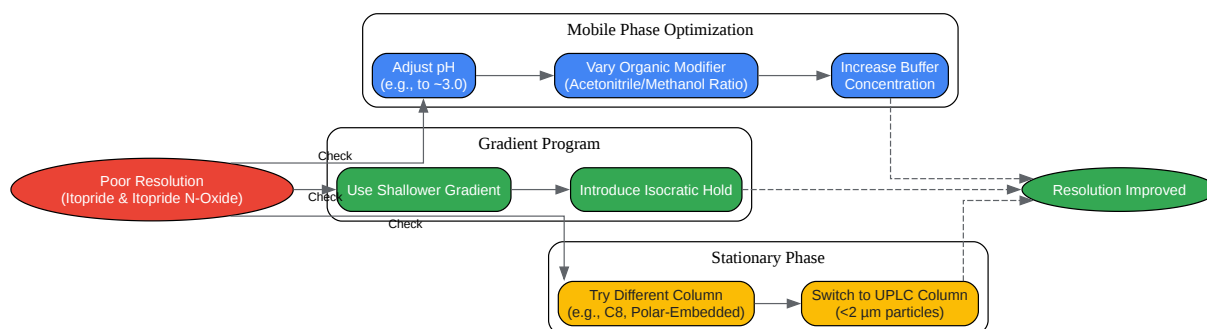 Mobile Phase Optimization
Adjust pH
(e.g., to ~3.0)
Vary Organic Modifier
(Acetonitrile/Methanol Ratio)
Increase Buffer
Concentration
Check
Gradient Program
Poor Resolution
(Itopride & Itopride N-Oxide)
Check
Use Shallower Gradient
Introduce Isocratic Hold
Resolution Improved
Check
Stationary Phase
Try Different Column
(e.g., C8, Polar-Embedded)
Switch to UPLC Column
(<2 µm particles)